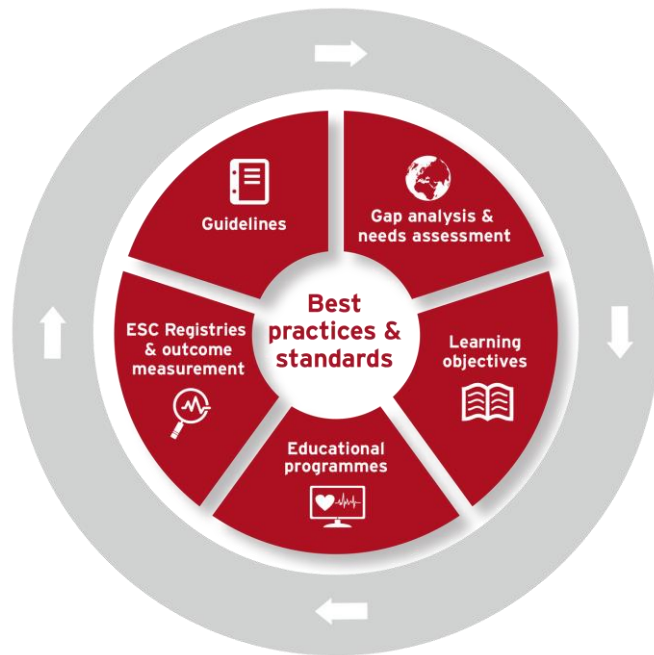 Guidelines
Gap analysis &
needs assessment
Learning
objectives
Educational
programmes
ESC Registries
& outcome
measurement
Best
practices &
standards